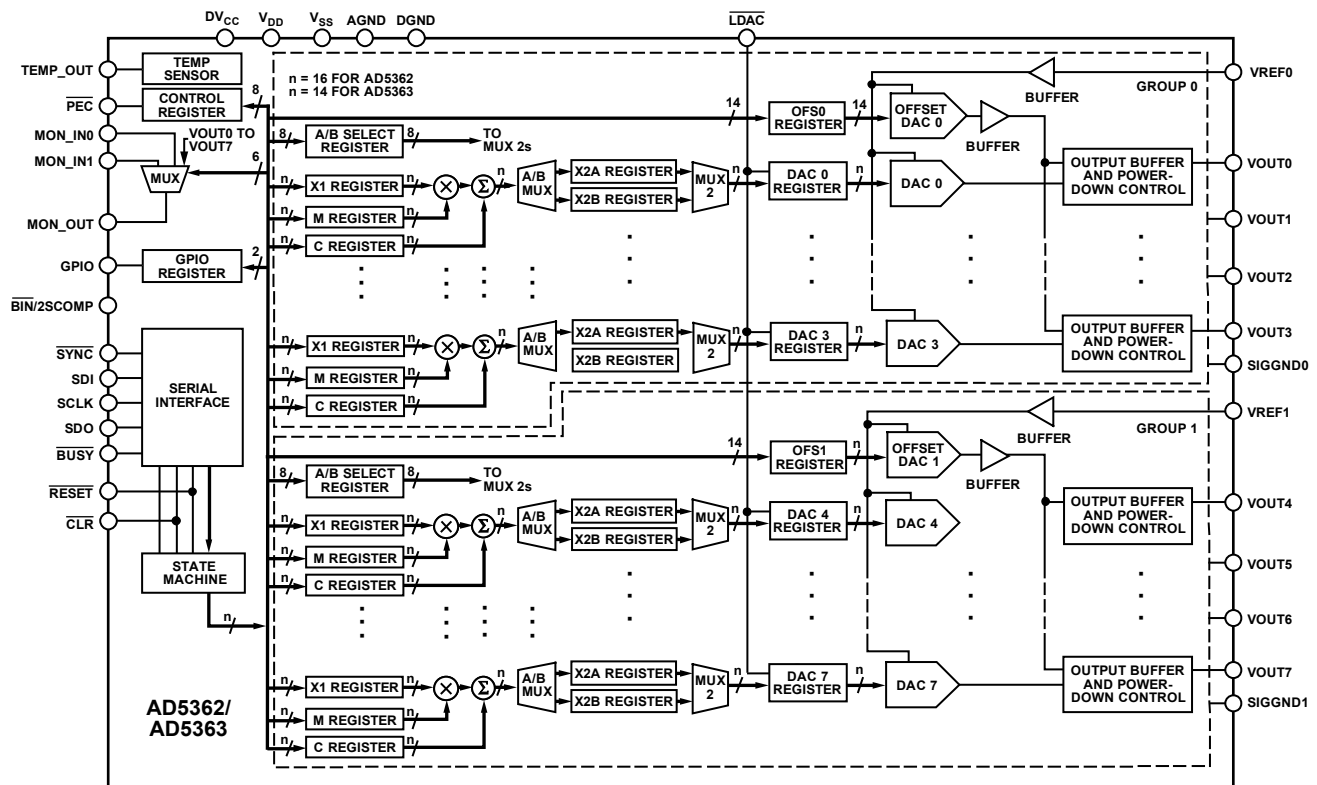 DVCC
VDD
VSS
AGND
DGND
LDAC
TEMP_OUT
PEC
MON_IN0
MON_IN1
MON_OUT
GPIO
BIN/2SCOMP
SYNC
SDI
SCLK
SDO
BUSY
RESET
CLR
TEMP
SENSOR
CONTROL
REGISTER
8
VOUT0 TO
VOUT7
MUX
6
GPIO
REGISTER
2
SERIAL
INTERFACE
STATE
MACHINE
n
AD5362/
AD5363
n = 16 FOR AD5362
n = 14 FOR AD5363
8
A/B SELECT
REGISTER
8
TO
MUX 2s
14
OFS0
REGISTER
14
OFFSET
DAC 0
BUFFER
BUFFER
GROUP 0
VREF0
n
X1 REGISTER
n
×
Σ
n
n
M REGISTER
n
n
C REGISTER
n
A/B
MUX
X2A REGISTER
X2B REGISTER
MUX
2
n
DAC 0
REGISTER
n
DAC 0
OUTPUT BUFFER
AND POWER-
DOWN CONTROL
VOUT0
VOUT1
VOUT2
n
X1 REGISTER
n
×
Σ
n
n
M REGISTER
n
n
C REGISTER
n
A/B
MUX
X2A REGISTER
X2B REGISTER
MUX
2
n
DAC 3
REGISTER
n
DAC 3
OUTPUT BUFFER
AND POWER-
DOWN CONTROL
VOUT3
SIGGND0
VREF1
GROUP 1
BUFFER
14
OFS1
REGISTER
n
OFFSET
DAC 1
BUFFER
8
A/B SELECT
REGISTER
8
TO
MUX 2s
n
X1 REGISTER
n
×
Σ
n
n
M REGISTER
n
n
C REGISTER
n
A/B
MUX
X2A REGISTER
X2B REGISTER
MUX
2
n
DAC 4
REGISTER
n
DAC 4
OUTPUT BUFFER
AND POWER-
DOWN CONTROL
VOUT4
VOUT5
VOUT6
n
X1 REGISTER
n
×
Σ
n
n
M REGISTER
n
n
C REGISTER
n
A/B
MUX
X2A REGISTER
X2B REGISTER
MUX
2
n
DAC 7
REGISTER
n
DAC 7
OUTPUT BUFFER
AND POWER-
DOWN CONTROL
VOUT7
SIGGND1